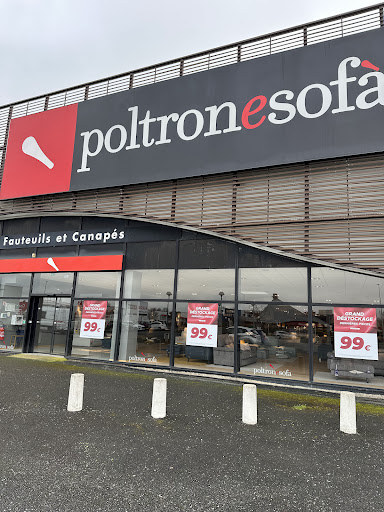 poltronesofà
Fauteuils et Canapés
GRAND
DÉSTOCKAGE
99€
GRAND
DÉSTOCKAGE
99€
GRAND
DÉSTOCKAGE
99€
poltronesofà
poltronesofà